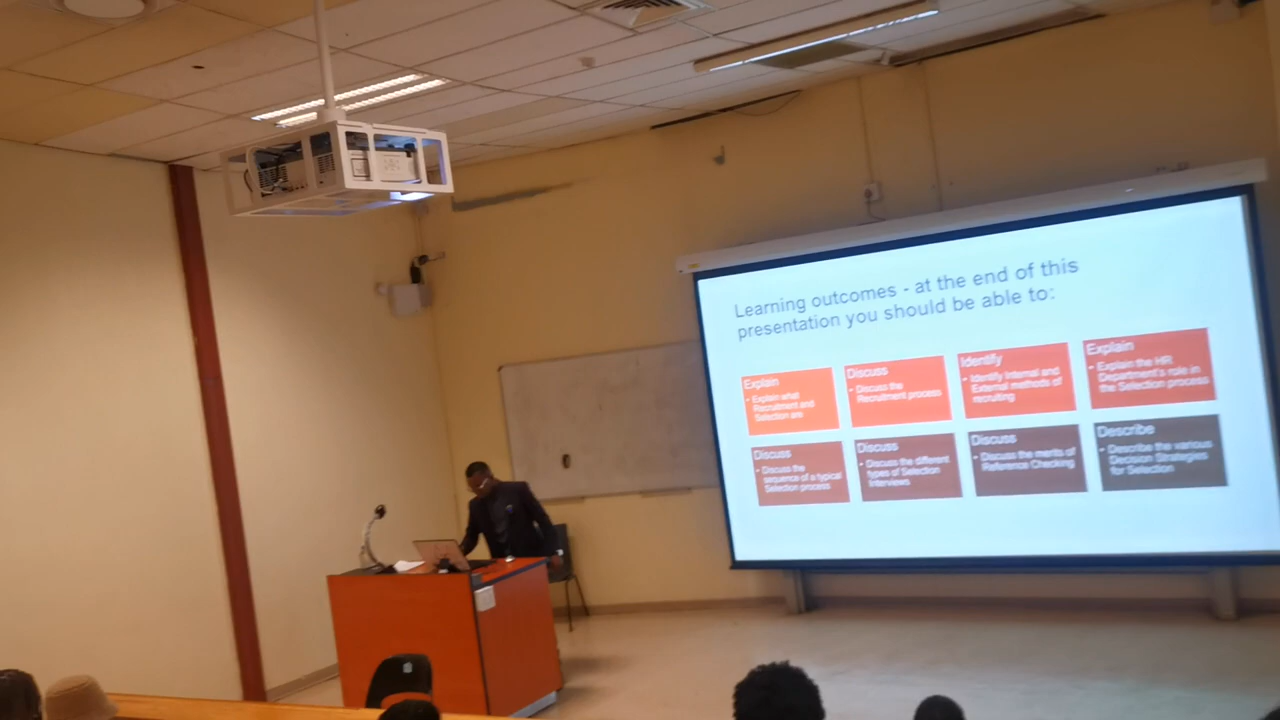 Learning outcomes - at the end of this
presentation you should be able to:
Explain
• Explain what
Recruitment and
Selection are
Discuss
• Discuss the
Recruitment process
Identify
• Identify Internal and
External methods of
recruiting
Explain
• Explain the HR
Department's role in
the Selection process
Discuss
• Discuss the
sequence of a typical
Selection process
Discuss
• Discuss the different
types of Selection
Interviews
Discuss
• Discuss the merits of
Reference Checking
Describe
• Describe the various
Decision Strategies
for Selection